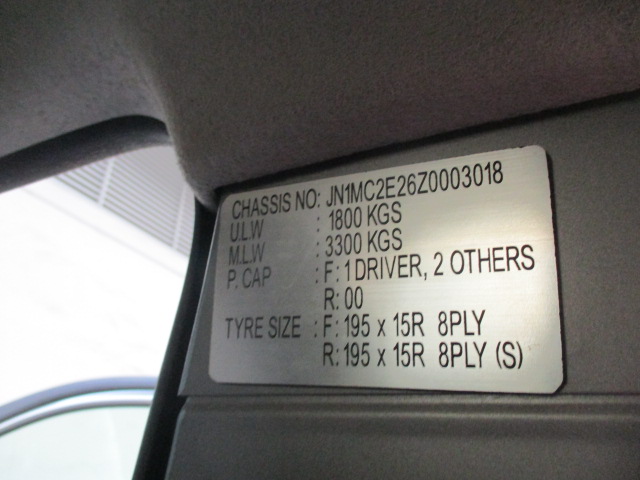 CHASSIS NO: JN1MC2E26Z0003018
U.L.W : 1800 KGS
M.L.W : 3300 KGS
P. CAP : F: 1 DRIVER, 2 OTHERS
R: 00
TYRE SIZE : F: 195 x 15R 8PLY
R: 195 x 15R 8PLY (S)